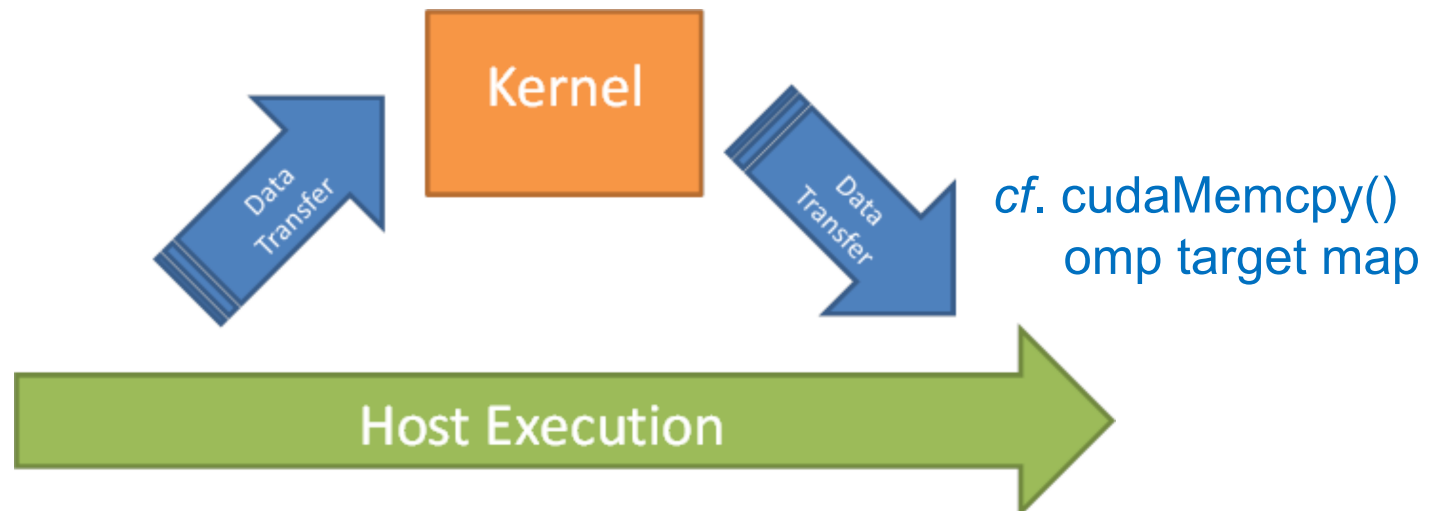 Kernel
Data
Transfer
Data
Transfer
cf. cudaMemcpy()
omp target map
Host Execution